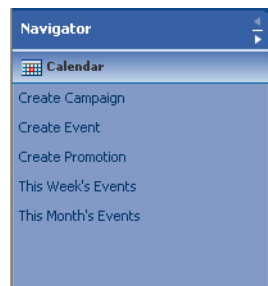 Navigator
Calendar
Create Campaign
Create Event
Create Promotion
This Week's Events
This Month's Events